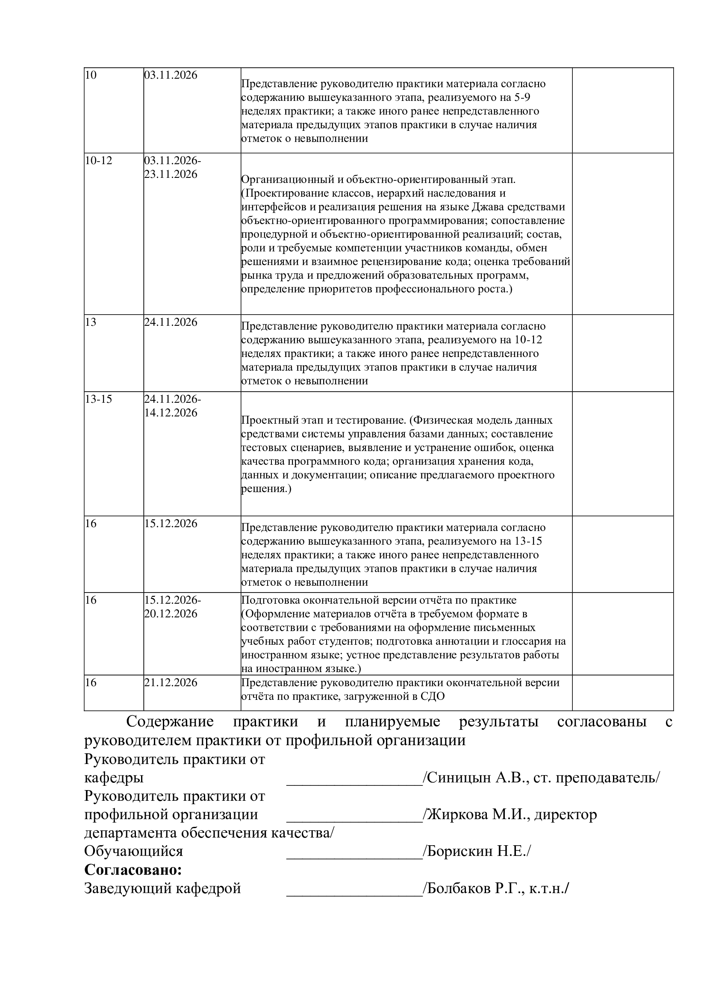 10
03.11.2026
Представление руководителю практики материала согласно
содержанию вышеуказанного этапа, реализуемого на 5-9
неделях практики; а также иного ранее непредставленного
материала предыдущих этапов практики в случае наличия
отметок о невыполнении
10-12
03.11.2026-
23.11.2026
Организационный и объектно-ориентированный этап.
(Проектирование классов, иерархий наследования и
интерфейсов и реализация решения на языке Джава средствами
объектно-ориентированного программирования; сопоставление
процедурной и объектно-ориентированной реализаций; состав,
роли и требуемые компетенции участников команды, обмен
решениями и взаимное рецензирование кода; оценка требований
рынка труда и предложений образовательных программ,
определение приоритетов профессионального роста.)
13
24.11.2026
Представление руководителю практики материала согласно
содержанию вышеуказанного этапа, реализуемого на 10-12
неделях практики; а также иного ранее непредставленного
материала предыдущих этапов практики в случае наличия
отметок о невыполнении
13-15
24.11.2026-
14.12.2026
Проектный этап и тестирование. (Физическая модель данных
средствами системы управления базами данных; составление
тестовых сценариев, выявление и устранение ошибок, оценка
качества программного кода; организация хранения кода,
данных и документации; описание предлагаемого проектного
решения.)
16
15.12.2026
Представление руководителю практики материала согласно
содержанию вышеуказанного этапа, реализуемого на 13-15
неделях практики; а также иного ранее непредставленного
материала предыдущих этапов практики в случае наличия
отметок о невыполнении
16
15.12.2026-
20.12.2026
Подготовка окончательной версии отчёта по практике
(Оформление материалов отчёта в требуемом формате в
соответствии с требованиями на оформление письменных
учебных работ студентов; подготовка аннотации и глоссария на
иностранном языке; устное представление результатов работы
на иностранном языке.)
16
21.12.2026
Представление руководителю практики окончательной версии
отчёта по практике, загруженной в СДО
Содержание практики и планируемые результаты согласованы с
руководителем практики от профильной организации
Руководитель практики от
кафедры _________________/Синицын А.В., ст. преподаватель/
Руководитель практики от
профильной организации _________________/Жиркова М.И., директор
департамента обеспечения качества/
Обучающийся _________________/Борискин Н.Е./
Согласовано:
Заведующий кафедрой _________________/Болбаков Р.Г., к.т.н./